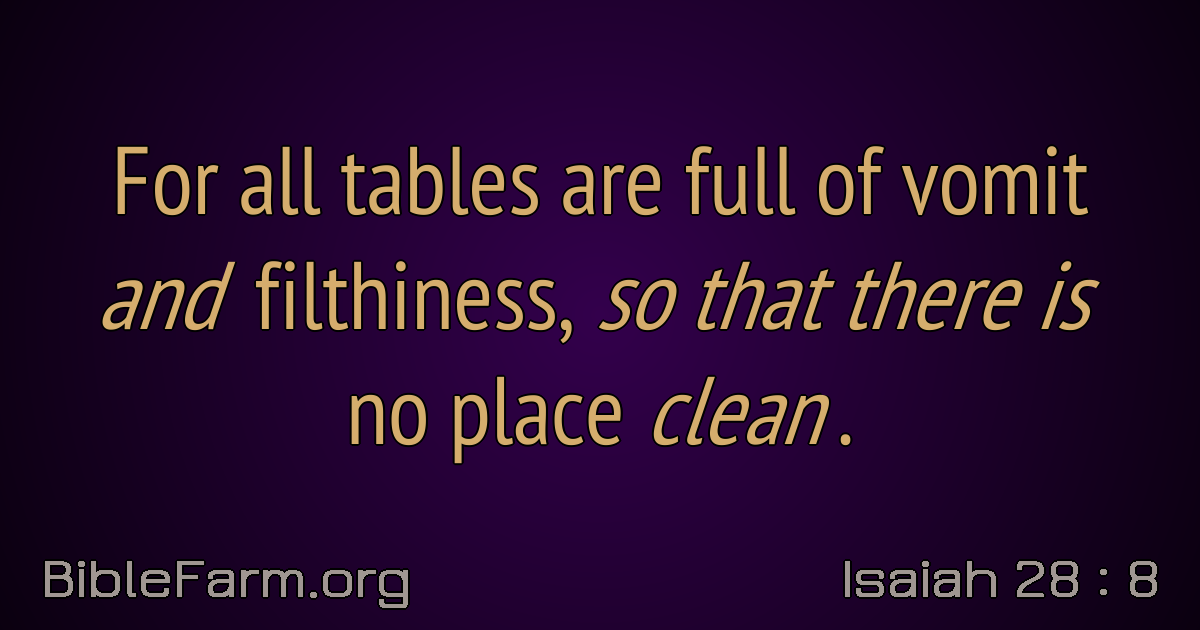 For all tables are full of vomit
and filthiness, so that there is
no place clean.
BibleFarm.org
Isaiah 28 : 8